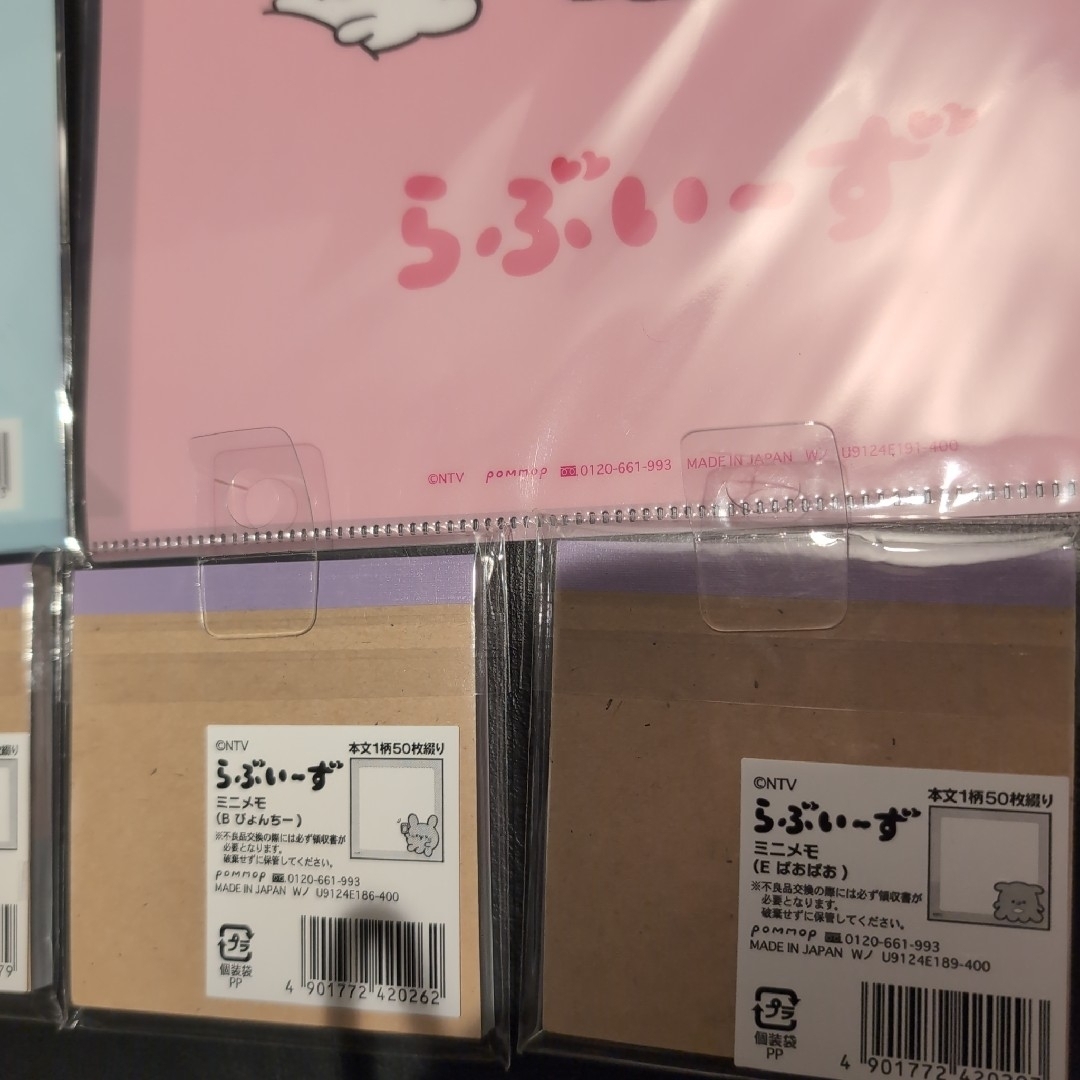 らぶいーず
©NTV pommop 0120-661-993 MADE IN JAPAN Wノ U9124E191-400
©NTV 本文1柄50枚綴り
らぶいーず
ミニメモ
(B ぴょんちー)
※不良品交換の際には必ず領収書が
必要となります。
破棄せずに保管してください。
pommop 0120-661-993
MADE IN JAPAN Wノ U9124E186-400
プラ
個装袋
PP
4 901772 420262
©NTV 本文1柄50枚綴り
らぶいーず
ミニメモ
(E ぱおぱお)
※不良品交換の際には必ず領収書が
必要となります。
破棄せずに保管してください。
pommop 0120-661-993
MADE IN JAPAN Wノ U9124E189-400
プラ
個装袋
PP
4 901772